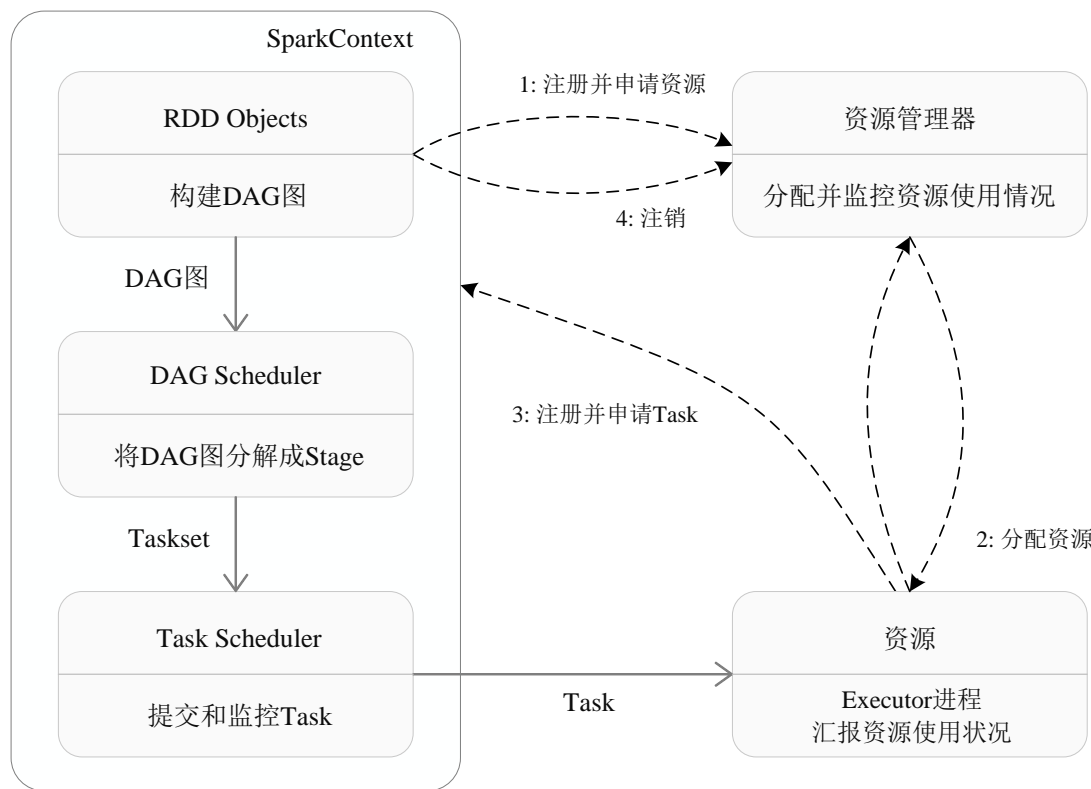 SparkContext
RDD Objects
构建DAG图
DAG图
DAG Scheduler
将DAG图分解成Stage
Taskset
Task Scheduler
提交和监控Task
1: 注册并申请资源
4: 注销
资源管理器
分配并监控资源使用情况
3: 注册并申请Task
2: 分配资源
Task
资源
Executor进程
汇报资源使用状况